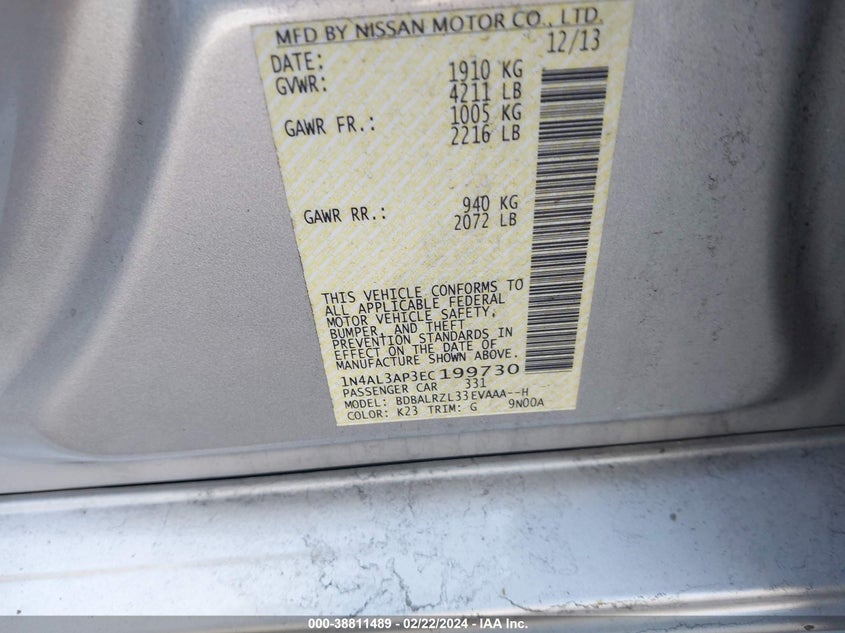 MFD BY NISSAN MOTOR CO., LTD.
DATE: 12/13
GVWR: 1910 KG
4211 LB
GAWR FR.: 1005 KG
2216 LB
GAWR RR.: 940 KG
2072 LB
THIS VEHICLE CONFORMS TO
ALL APPLICABLE FEDERAL
MOTOR VEHICLE SAFETY,
BUMPER, AND THEFT
PREVENTION STANDARDS IN
EFFECT ON THE DATE OF
MANUFACTURE SHOWN ABOVE.
1N4AL3AP3EC199730
PASSENGER CAR 331
MODEL: BDBALRZL33EVAAA--H
COLOR: K23 TRIM: G 9N00A
000-38811489 - 02/22/2024 - IAA Inc.